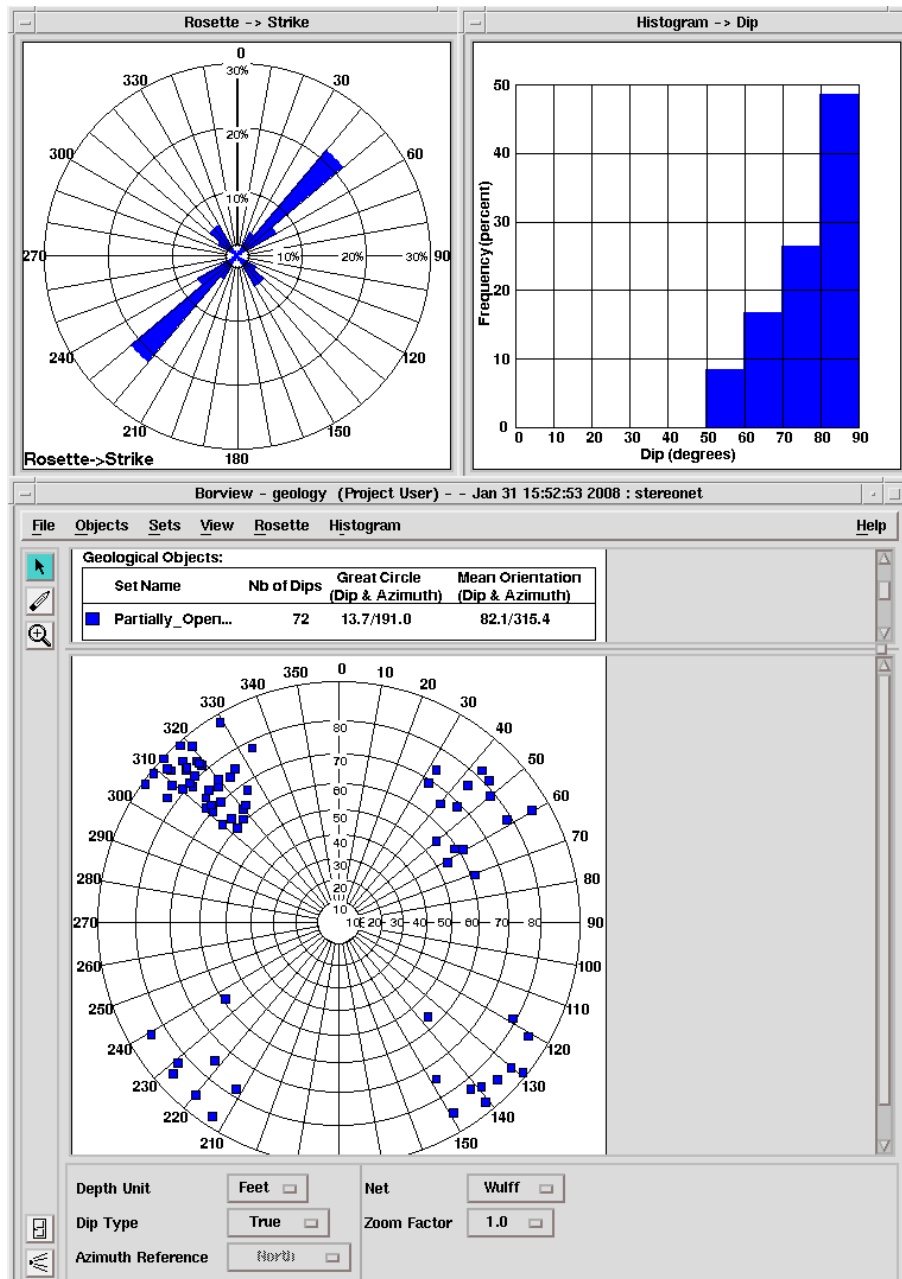 Rosette -> Strike
0
30%
330
30
20%
300
60
10%
270
10%
20%
30%
90
240
120
210
150
180
Rosette->Strike
Histogram -> Dip
50
40
30
20
10
0
Frequency (percent)
0 10 20 30 40 50 60 70 80 90
Dip (degrees)
Borview - geology (Project User) - - Jan 31 15:52:53 2008 : stereonet
File Objects Sets View Rosette Histogram Help
Geological Objects:
Set Name Nb of Dips Great Circle (Dip & Azimuth) Mean Orientation (Dip & Azimuth)
Partially_Open... 72 13.7/191.0 82.1/315.4
340 350 0 10 20
330 30
320 40
310 50
300 60
290 70
280 80
270 90
260 100
250 110
240 120
230 130
220 140
210 150
80
70
60
50
40
30
20
10
20 30 40 50 60 70 80
Depth Unit Feet Net Wulff
Dip Type True Zoom Factor 1.0
Azimuth Reference North